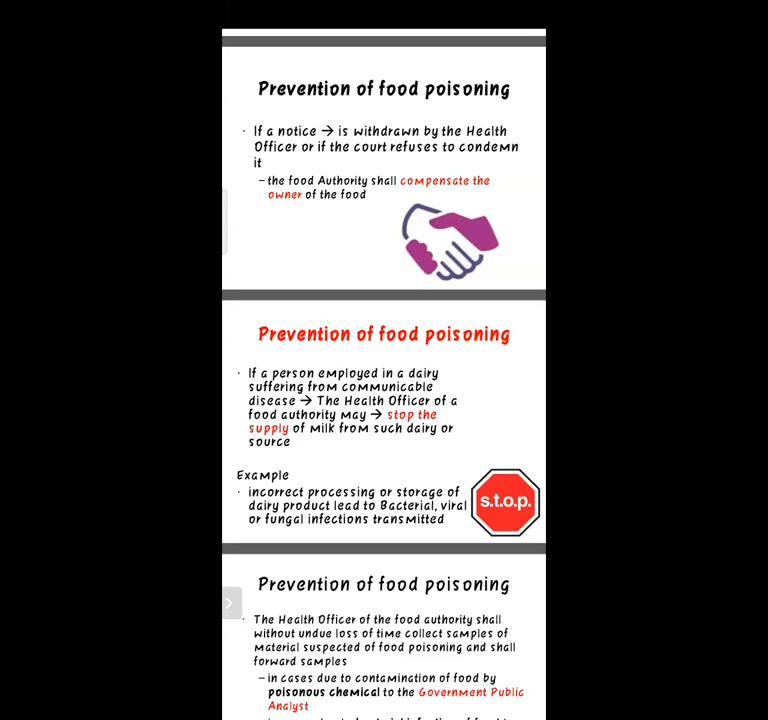 Prevention of food poisoning
· If a notice → is withdrawn by the Health
Officer or if the court refuses to condemn
it
– the food Authority shall compensate the
owner of the food
Prevention of food poisoning
· If a person employed in a dairy
suffering from communicable
disease → The Health Officer of a
food authority may → stop the
supply of milk from such dairy or
source
Example
· incorrect processing or storage of
dairy product lead to Bacterial, viral
or fungal infections transmitted
s.t.o.p.
Prevention of food poisoning
· The Health Officer of the food authority shall
without undue loss of time collect samples of
material suspected of food poisoning and shall
forward samples
– in cases due to contamination of food by
poisonous chemical to the Government Public
Analyst